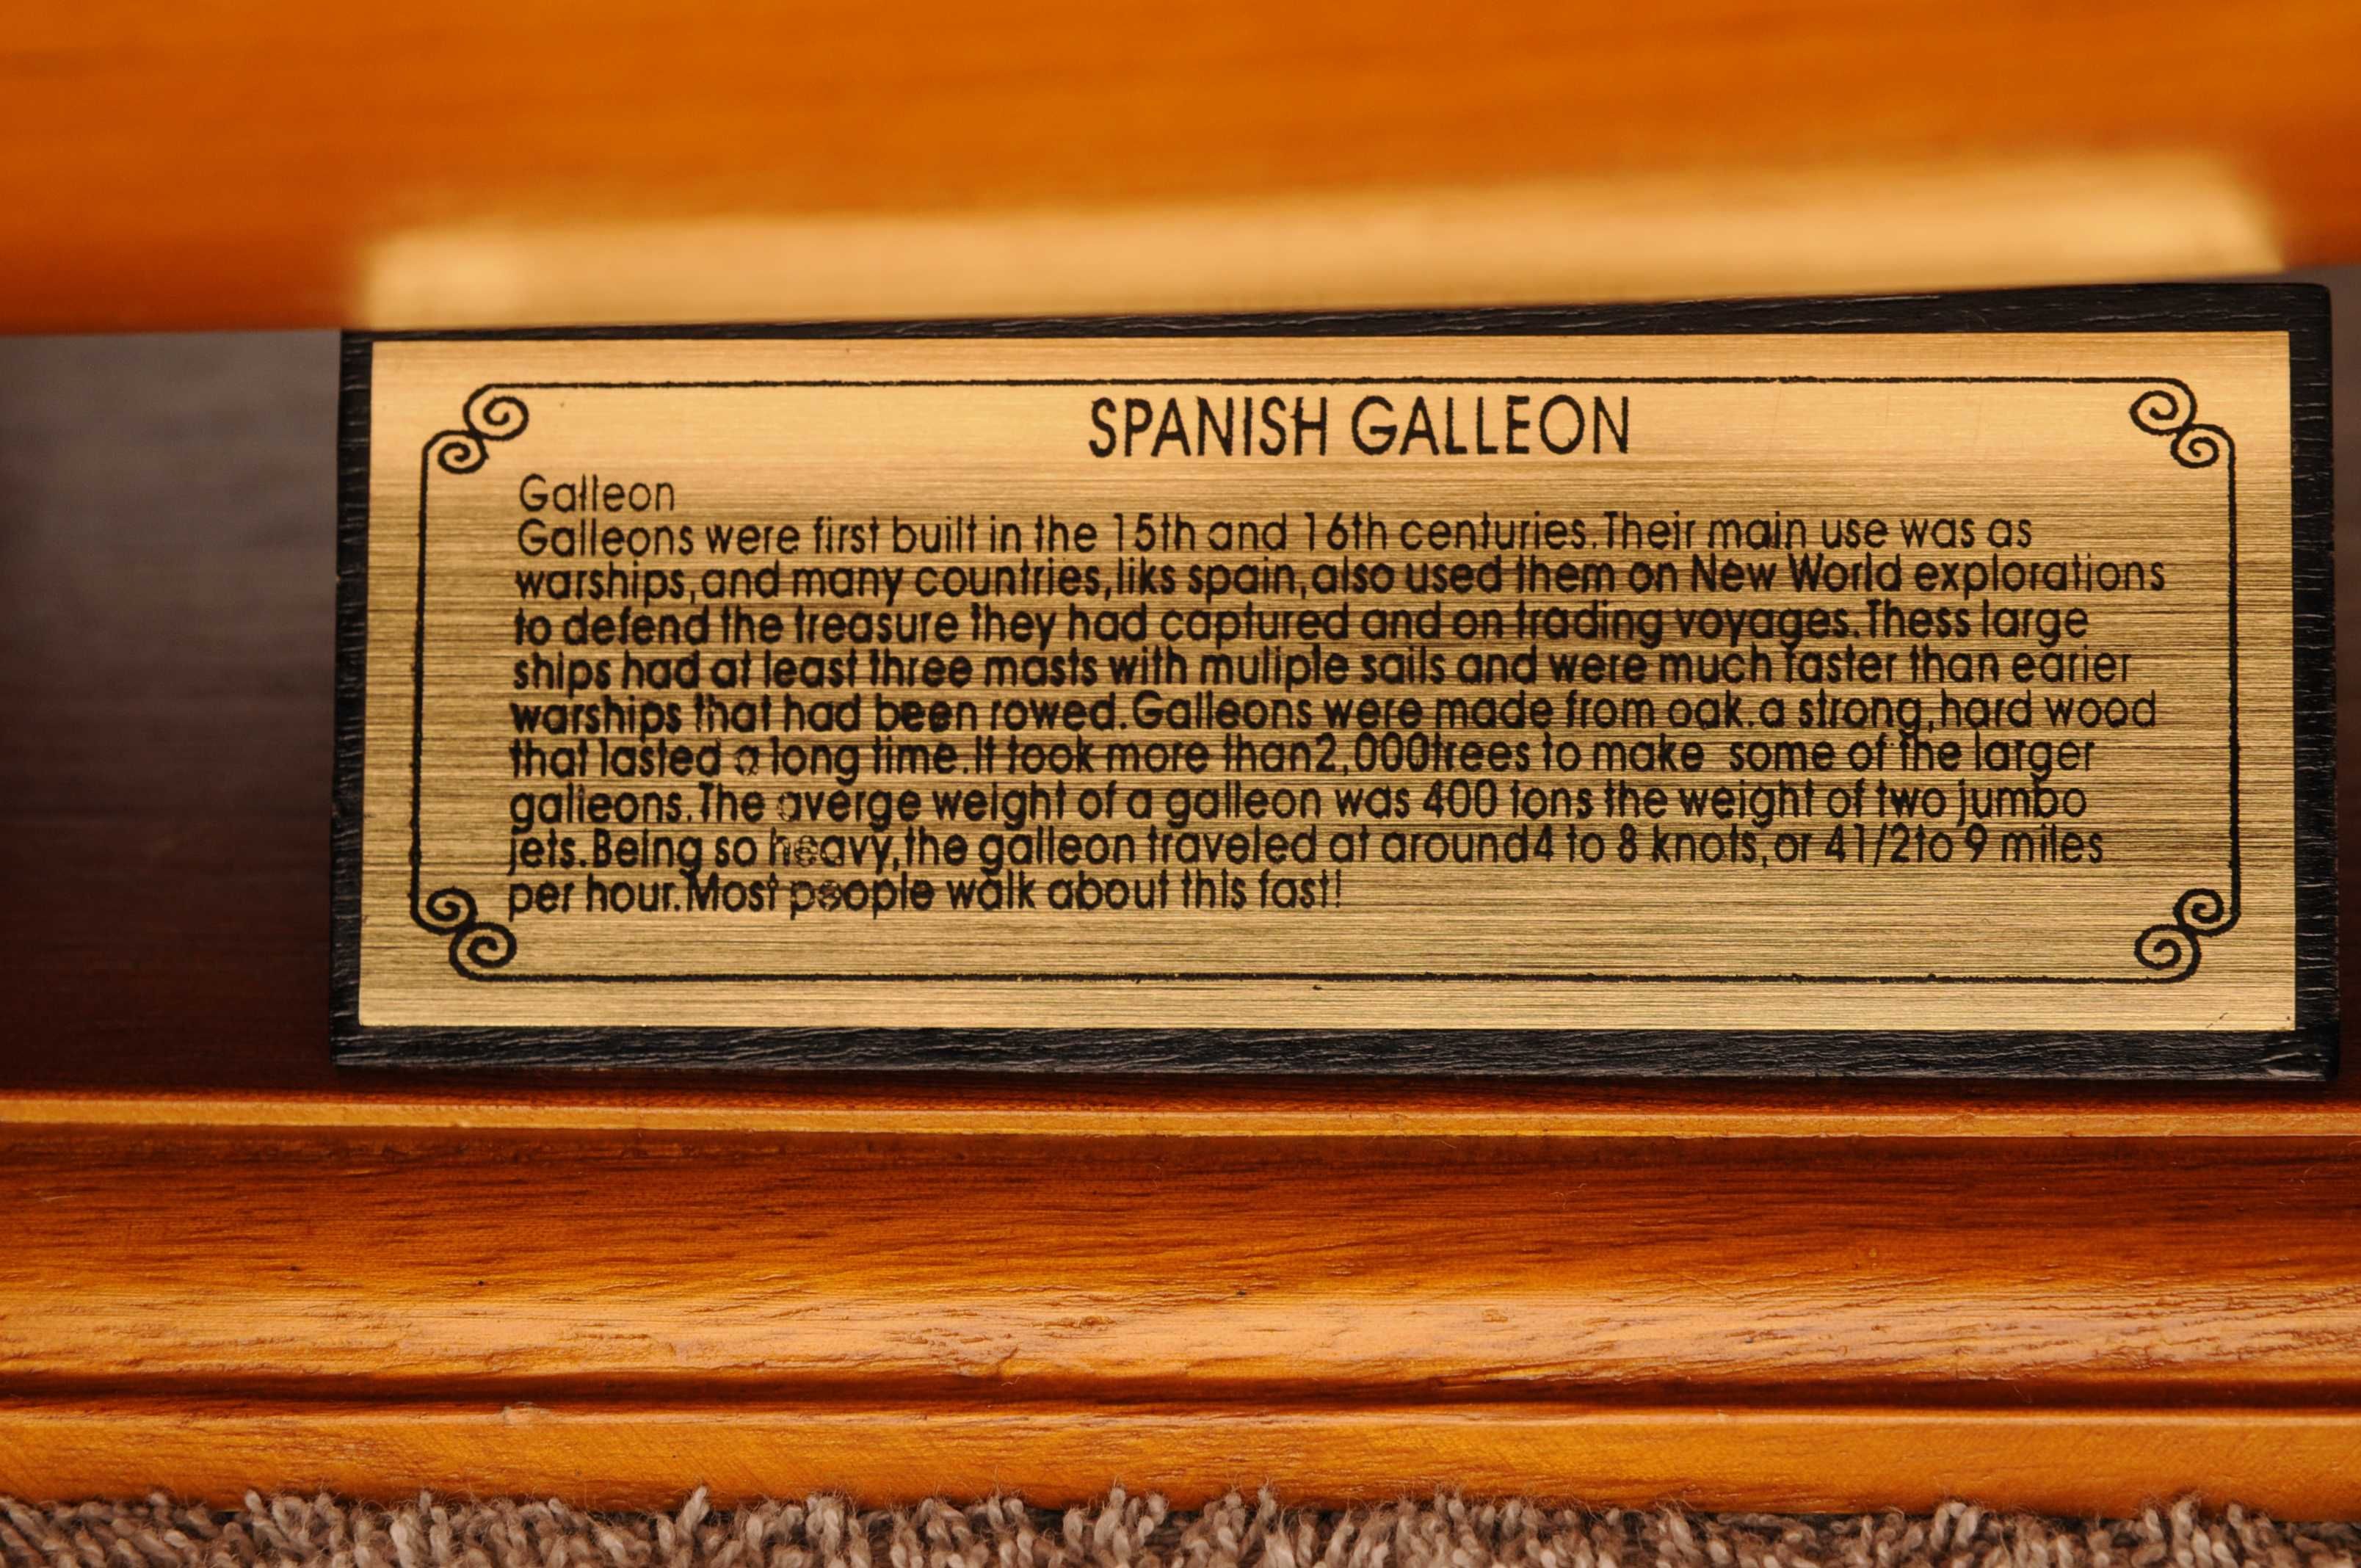 SPANISH GALLEON
Galleon
Galleons were first built in the 15th and 16th centuries.Their main use was as
warships,and many countries,liks spain,also used them on New World explorations
to defend the treasure they had captured and on trading voyages.Thess large
ships had at least three masts with muliple sails and were much faster than earier
warships that had been rowed.Galleons were made from oak.a strong,hard wood
that lasted a long time.It took more than2,000trees to make some of the larger
galleons.The averge weight of a galleon was 400 tons the weight of two jumbo
jets.Being so heavy,the galleon traveled at around4 to 8 knots,or 41/2to 9 miles
per hour.Most people walk about this fast!